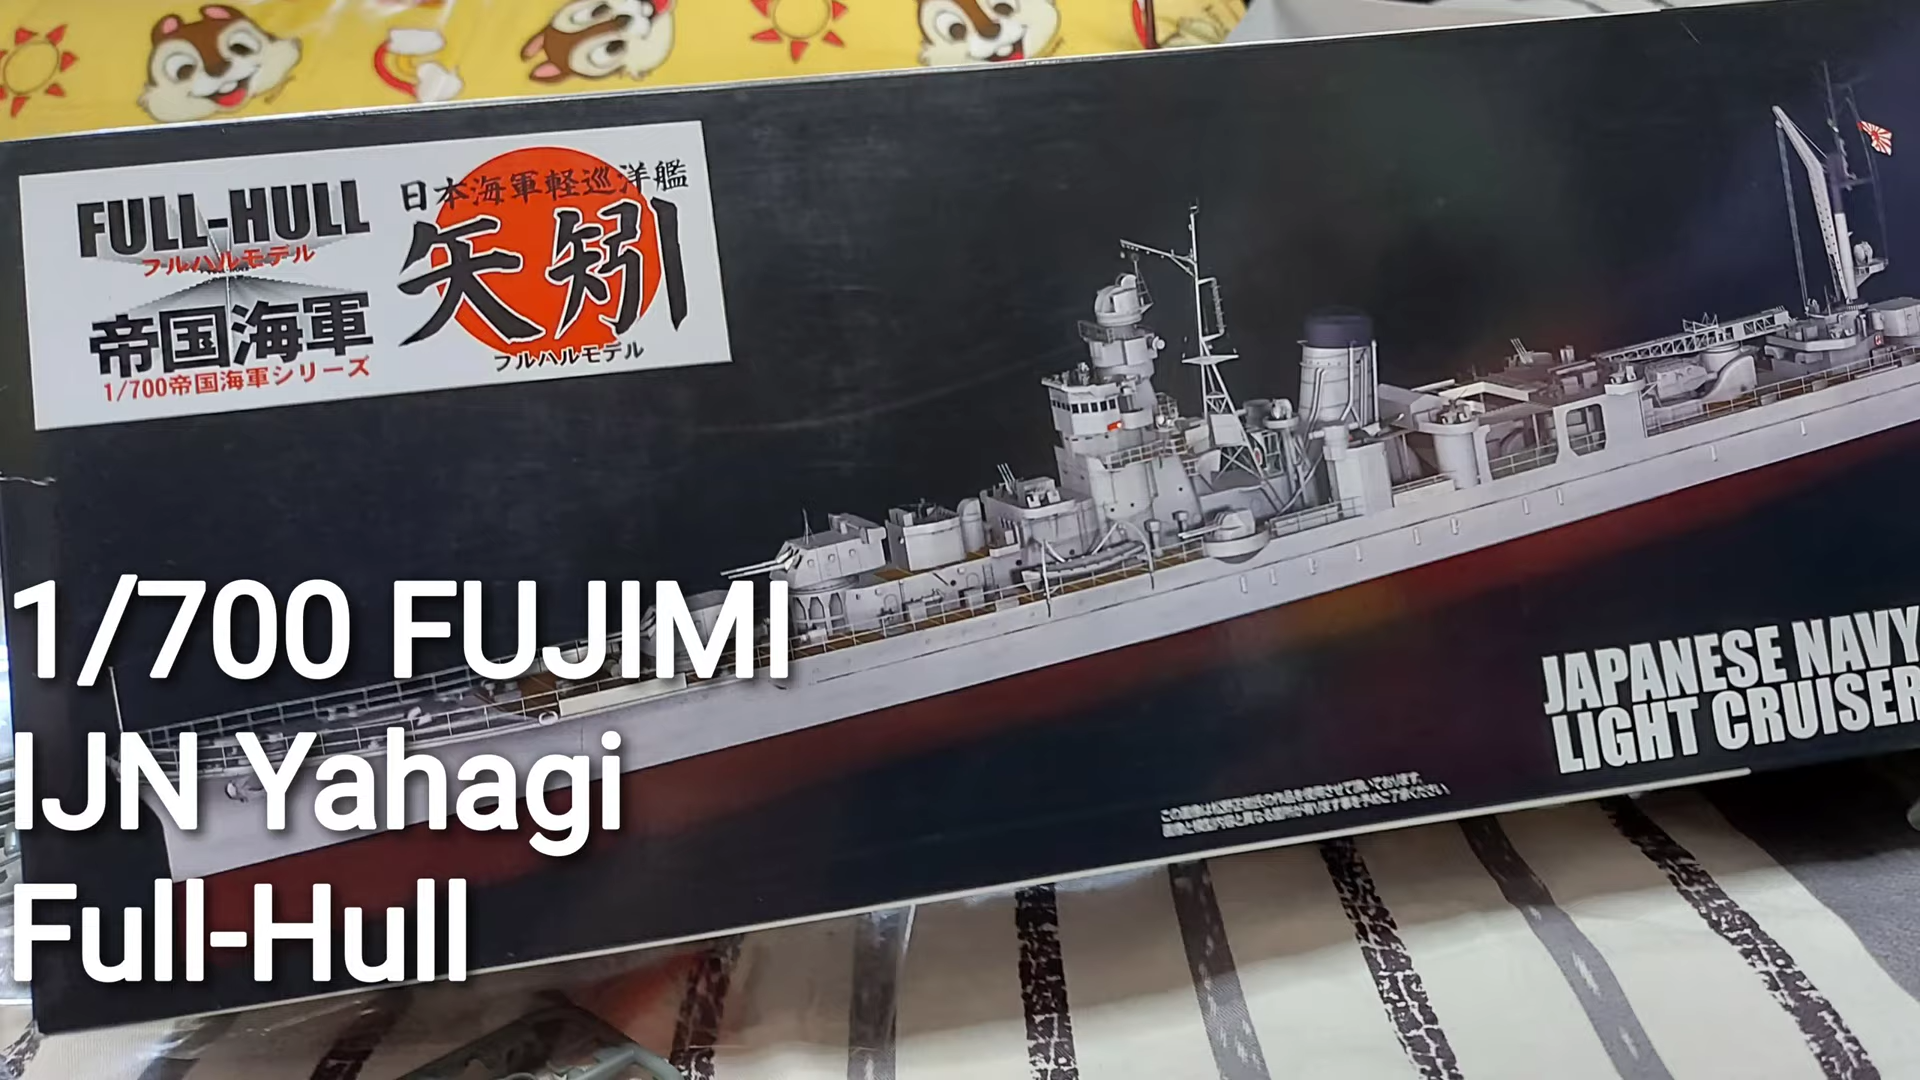 FULL-HULL
フルハルモデル
帝国海軍
1/700帝国海軍シリーズ
日本海軍軽巡洋艦
矢矧
フルハルモデル
1/700 FUJIMI
IJN Yahagi
Full-Hull
JAPANESE NAVY
LIGHT CRUISER